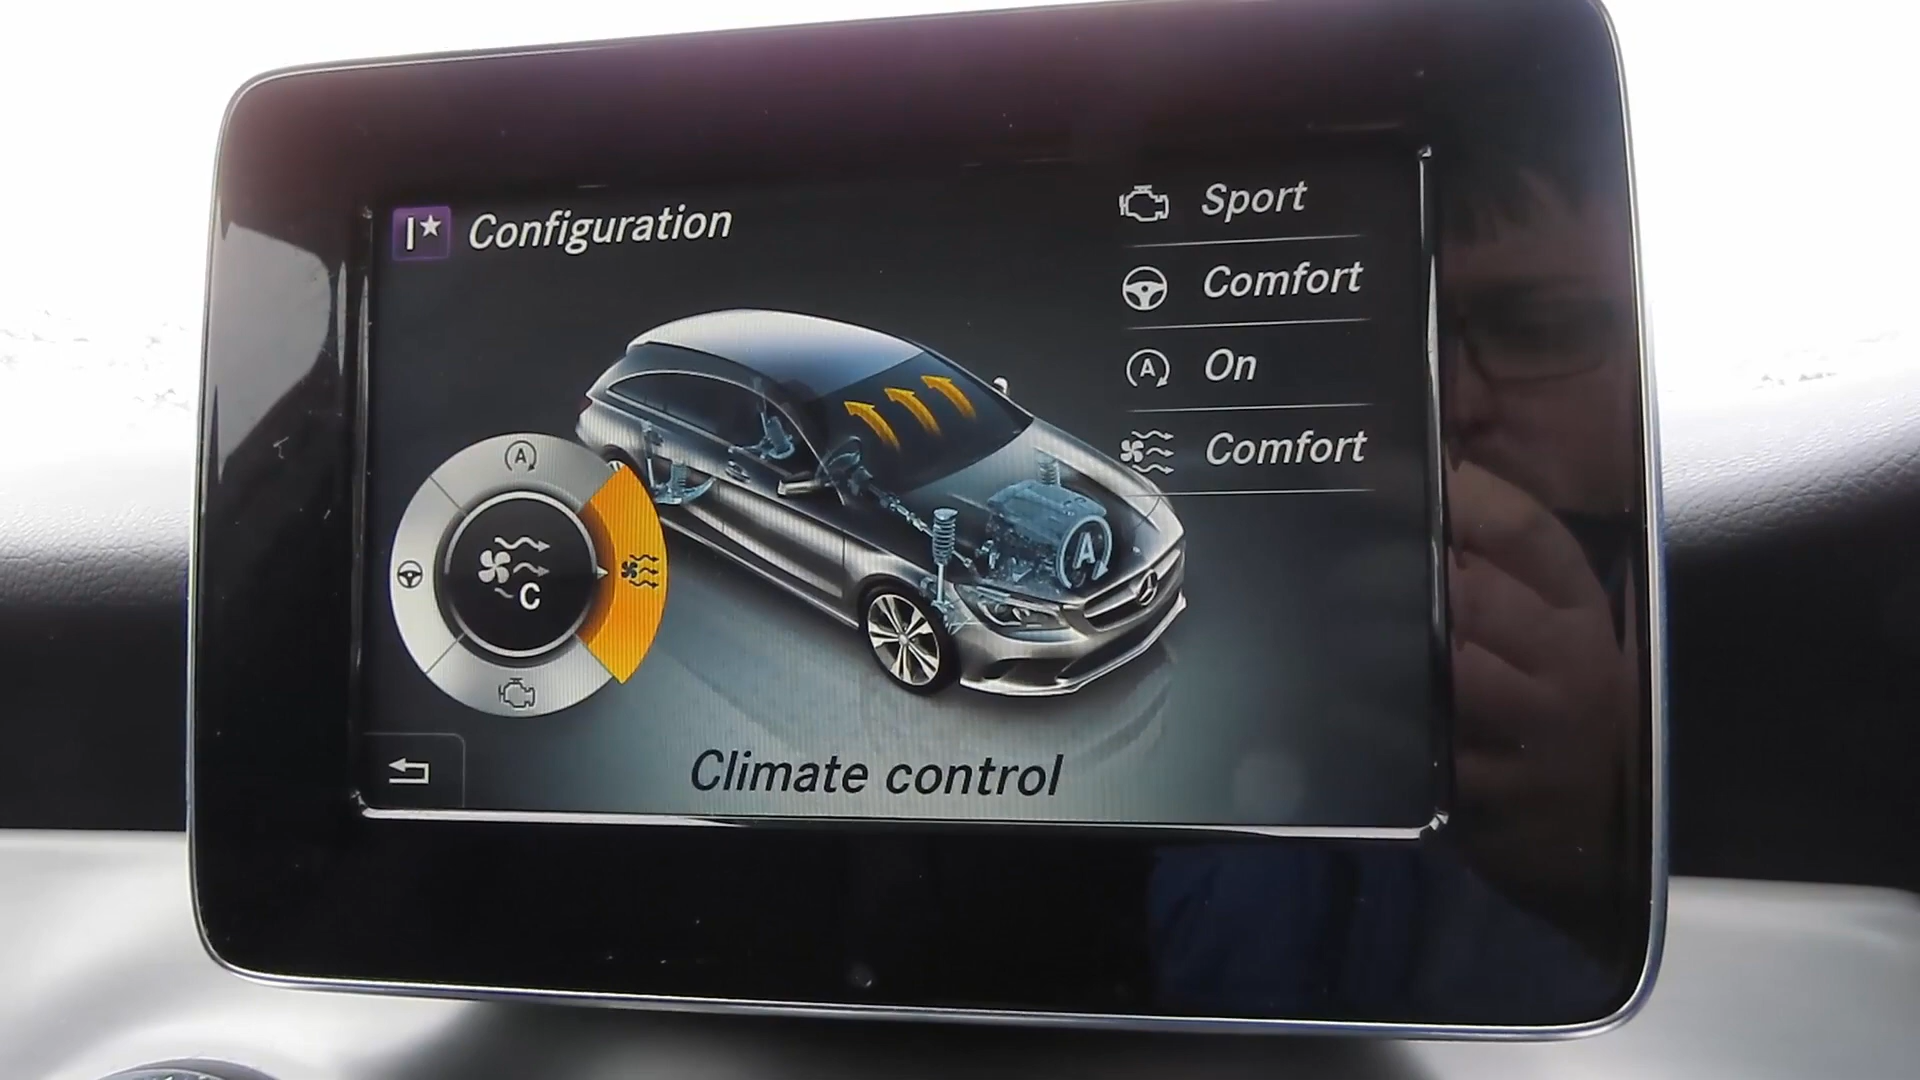 Configuration
Sport
Comfort
A On
Comfort
A
C
A
Climate control